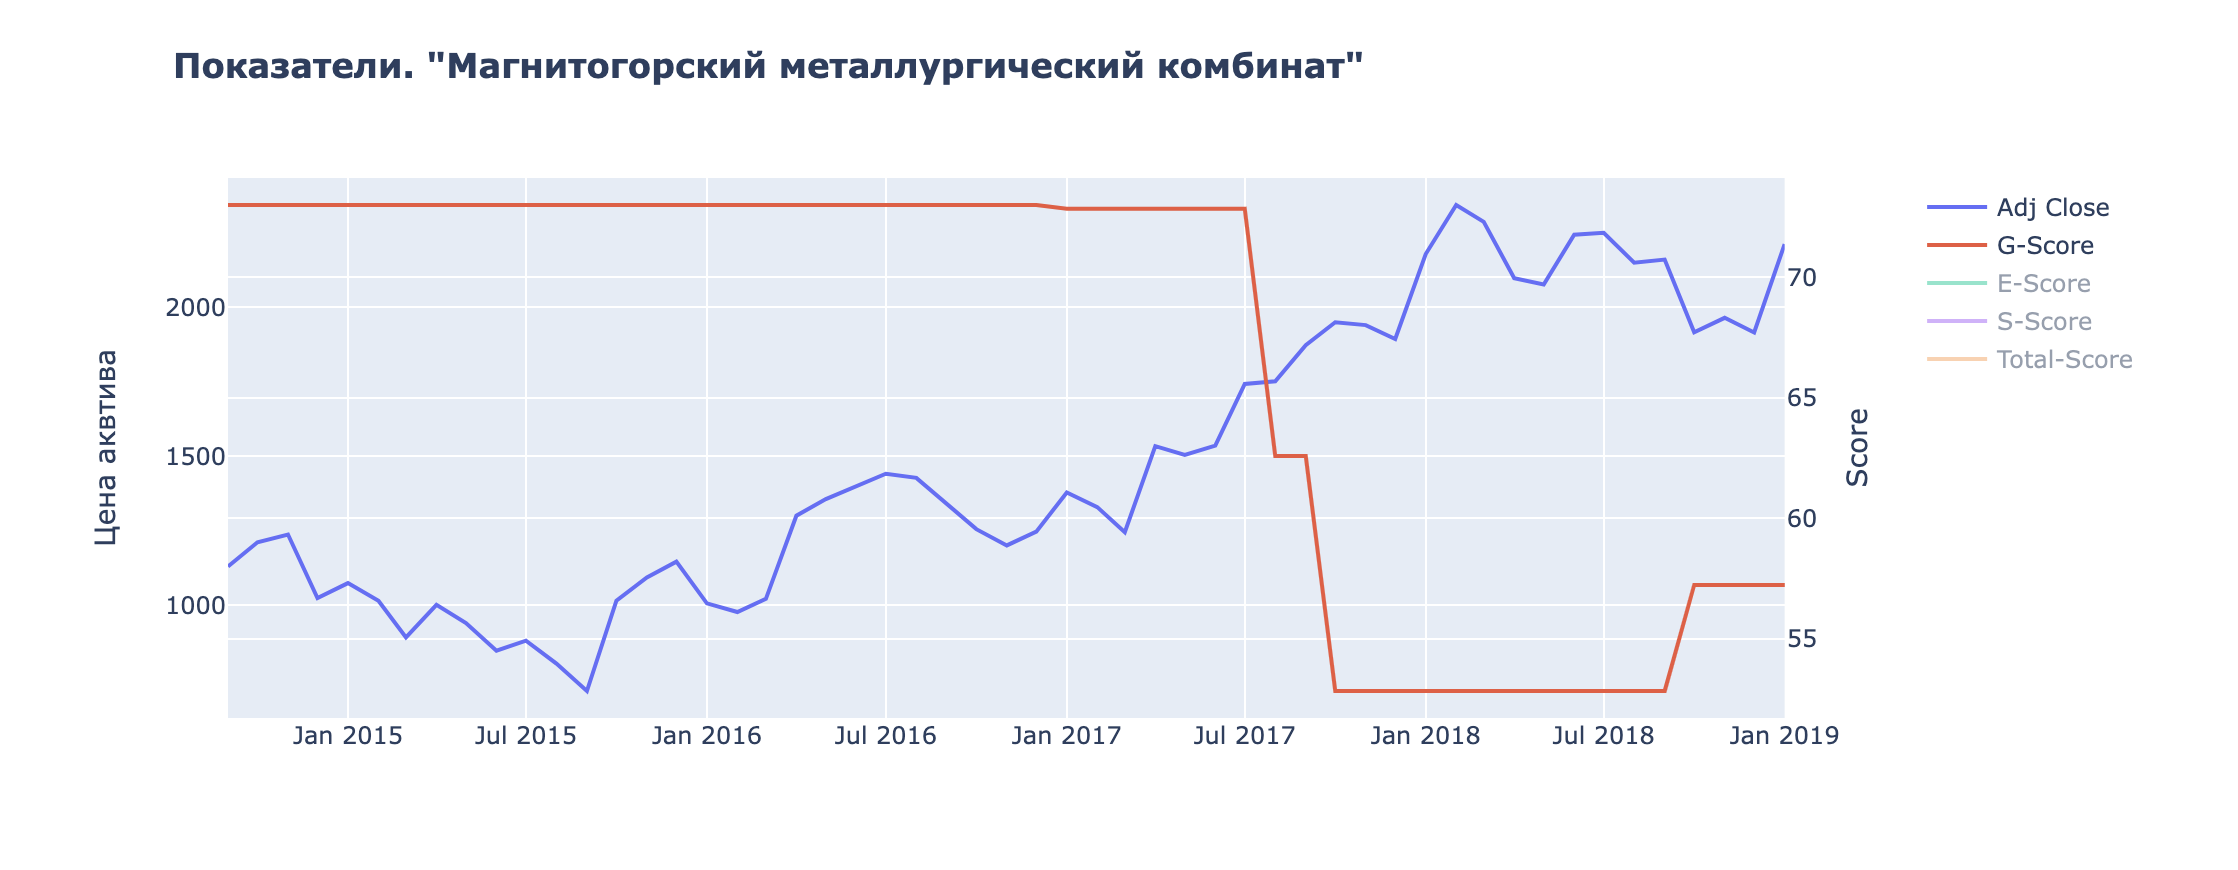 Показатели. "Магнитогорский металлургический комбинат"
Adj Close
G-Score
E-Score
S-Score
Total-Score
Цена аквтива
2000
1500
1000
70
65
60
55
Score
Jan 2015 Jul 2015 Jan 2016 Jul 2016 Jan 2017 Jul 2017 Jan 2018 Jul 2018 Jan 2019